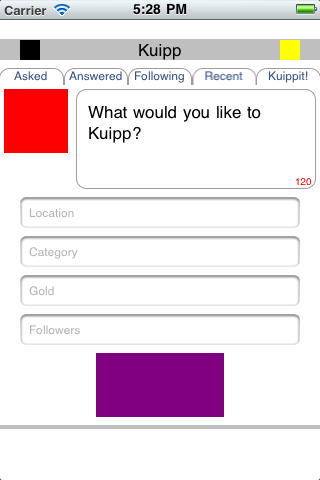 Carrier 5:28 PM
Kuipp
Asked Answered Following Recent Kuippit!
What would you like to
Kuipp?
120
Location
Category
Gold
Followers